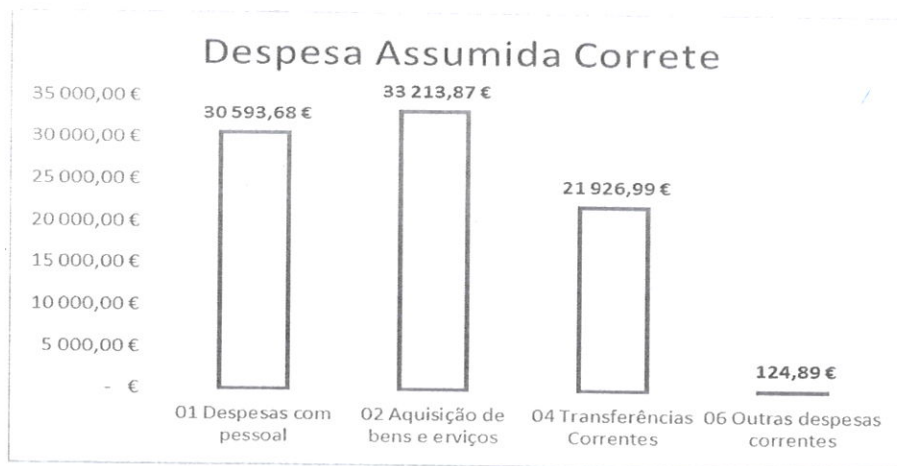 Despesa Assumida Correte
35 000,00 €
30 000,00 €
25 000,00 €
20 000,00 €
15 000,00 €
10 000,00 €
5 000,00 €
- €
30 593,68 €
33 213,87 €
21 926,99 €
124,89 €
01 Despesas com
pessoal
02 Aquisição de
bens e erviços
04 Transferências
Correntes
06 Outras despesas
correntes